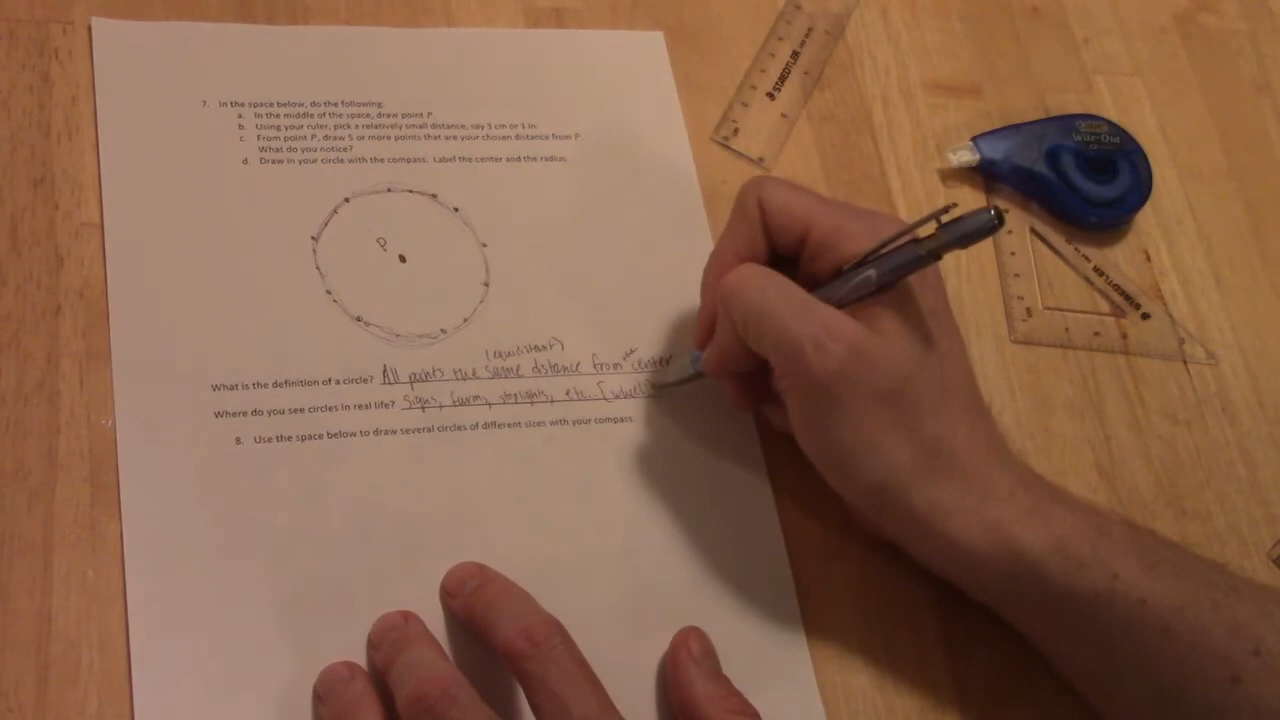 7. In the space below, do the following:
a. In the middle of the space, draw point P.
b. Using your ruler, pick a relatively small distance, say 3 cm or 1 in.
c. From point P, draw 5 or more points that are your chosen distance from P.
What do you notice?
d. Draw in your circle with the compass. Label the center and the radius.
P
(equidistant)
What is the definition of a circle? All points the same distance from the center
Where do you see circles in real life? Signs, stoplights, etc.. [wheel]
8. Use the space below to draw several circles of different sizes with your compass.
STAEDTLER
BIC
Wite-Out
STAEDTLER